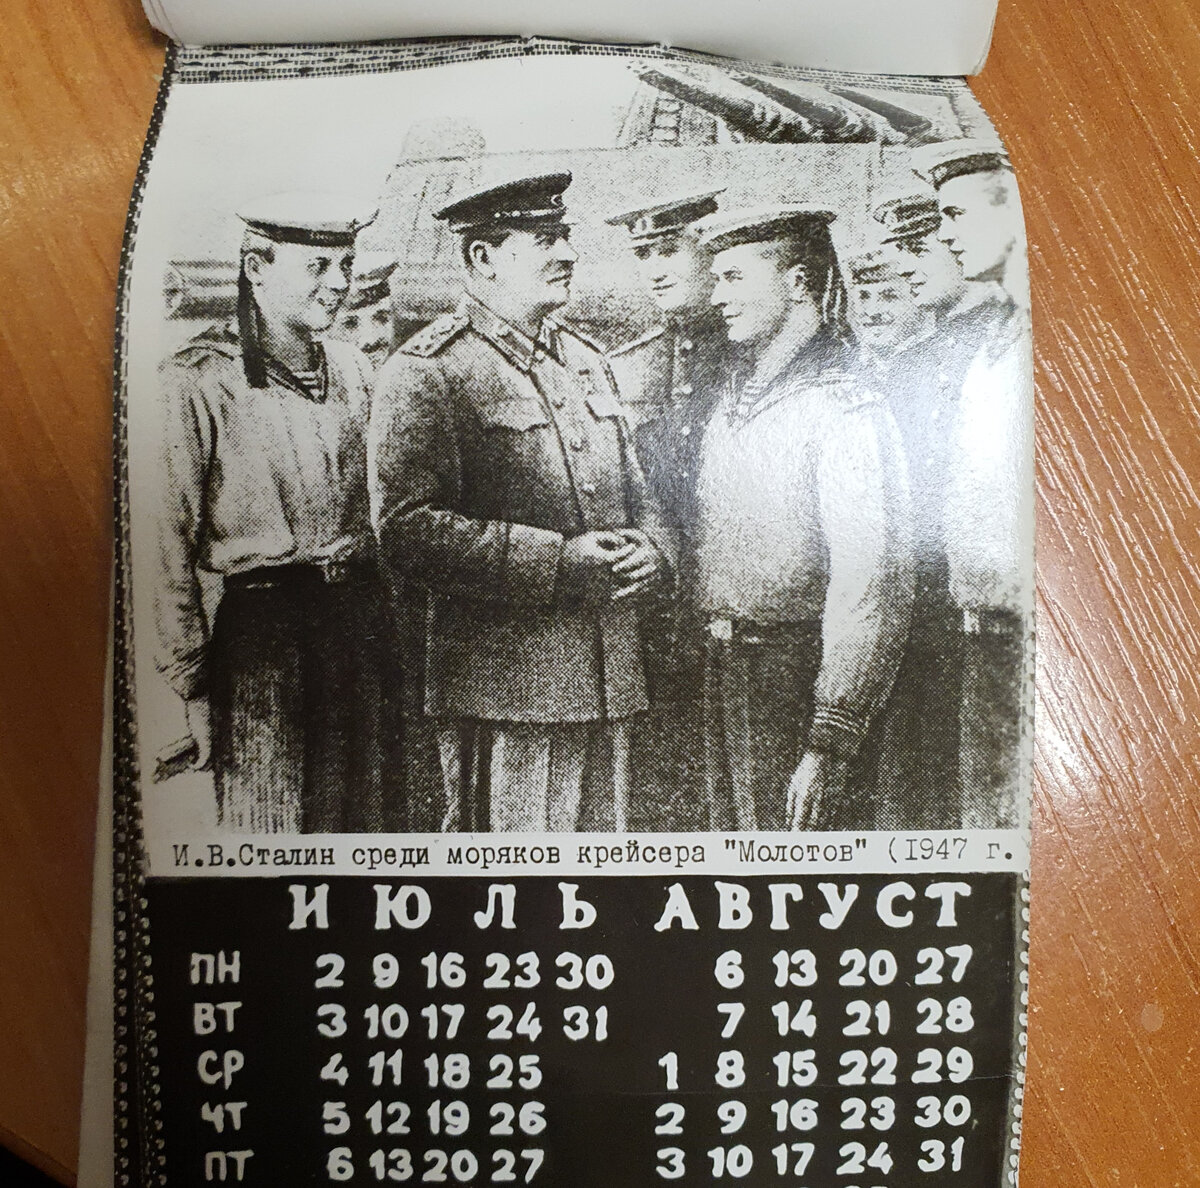 И.В.Сталин среди моряков крейсера "Молотов" (1947 г.
ИЮЛЬ АВГУСТ
ПН 2 9 16 23 30 6 13 20 27
ВТ 3 10 17 24 31 7 14 21 28
СР 4 11 18 25 1 8 15 22 29
ЧТ 5 12 19 26 2 9 16 23 30
ПТ 6 13 20 27 3 10 17 24 31